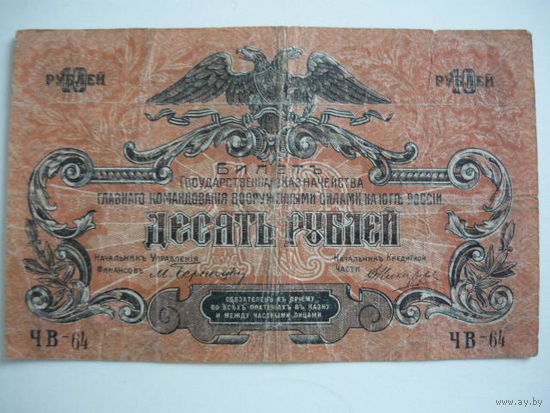 10 РУБЛЕЙ
10 РУБЛЕЙ
БИЛЕТЪ
ГОСУДАРСТВЕННАГО КАЗНАЧЕЙСТВА
ГЛАВНАГО КОМАНДОВАНІЯ ВООРУЖЕННЫМИ СИЛАМИ НА ЮГѢ РОССІИ.
ДЕСЯТЬ РУБЛЕЙ
НАЧАЛЬНИКЪ УПРАВЛЕНІЯ
ФИНАНСОВЪ
НАЧАЛЬНИКЪ КРЕДИТНОЙ
ЧАСТИ
ОБЯЗАТЕЛЕНЪ КЪ ПРІЕМУ
ВО ВСѢХЪ ПЛАТЕЖАХЪ ВЪ КАЗНУ
И МЕЖДУ ЧАСТНЫМИ ЛИЦАМИ
ЧВ-64
ЧВ-64
www.ay.by